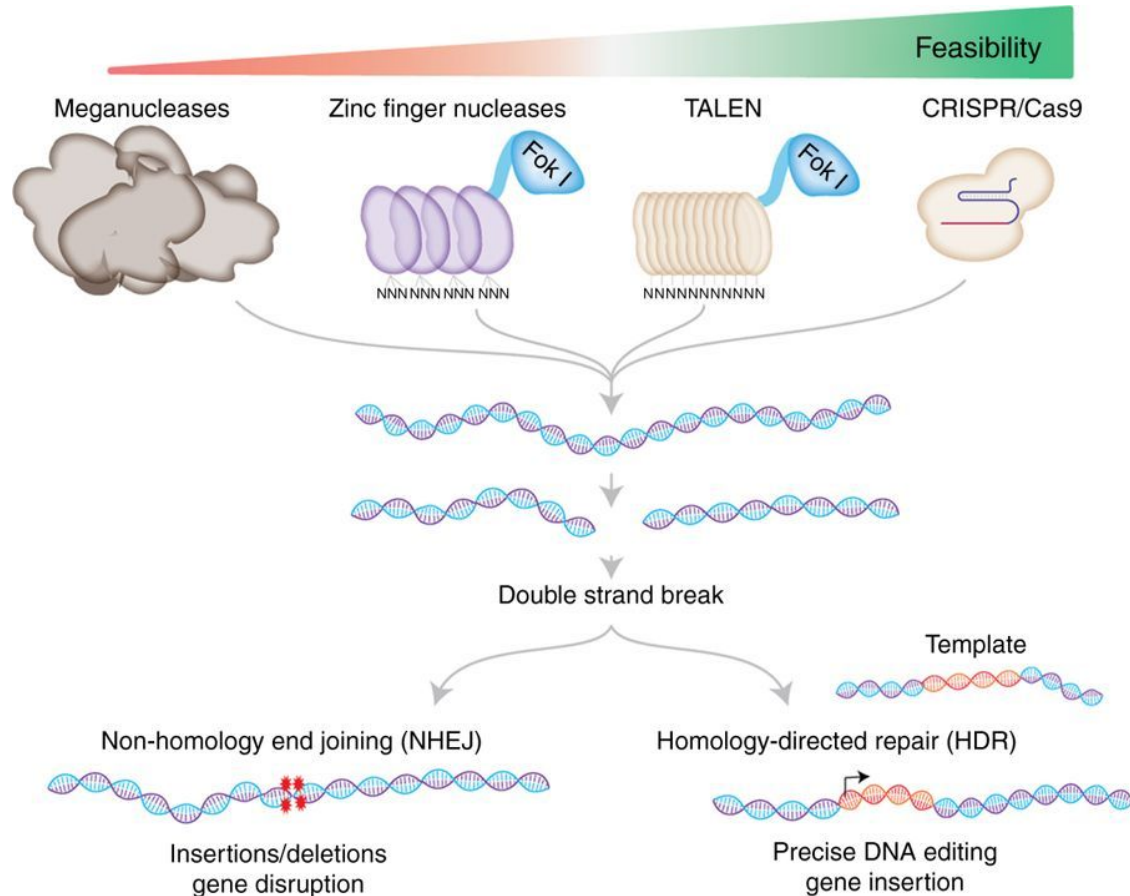 Feasibility
Meganucleases
Zinc finger nucleases
TALEN
CRISPR/Cas9
Fok I
Fok I
NNN NNN NNN NNN
NNNNNNNNNNNN
Double strand break
Template
Non-homology end joining (NHEJ)
Homology-directed repair (HDR)
Insertions/deletions
gene disruption
Precise DNA editing
gene insertion